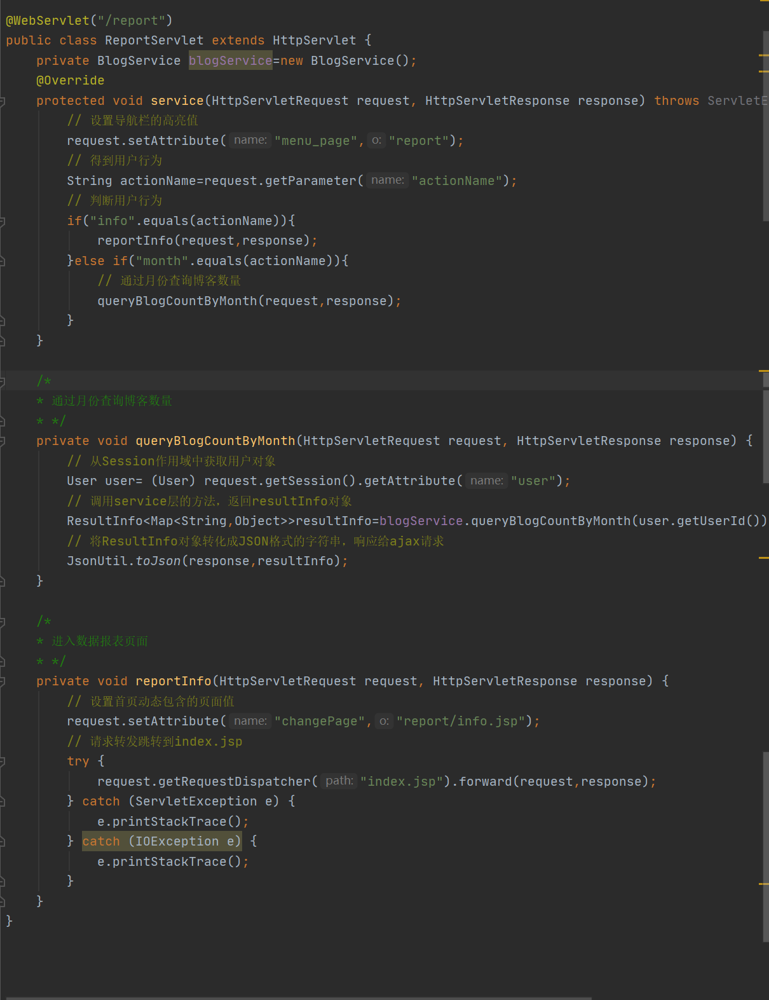 @WebServlet("/report")
public class ReportServlet extends HttpServlet {
    private BlogService blogService=new BlogService();
    @Override
    protected void service(HttpServletRequest request, HttpServletResponse response) throws ServletE
        // 设置导航栏的高亮值
        request.setAttribute( name: "menu_page", o: "report");
        // 得到用户行为
        String actionName=request.getParameter( name: "actionName");
        // 判断用户行为
        if("info".equals(actionName)){
            reportInfo(request,response);
        }else if("month".equals(actionName)){
            // 通过月份查询博客数量
            queryBlogCountByMonth(request,response);
        }
    }
    /*
    * 通过月份查询博客数量
    * */
    private void queryBlogCountByMonth(HttpServletRequest request, HttpServletResponse response) {
        // 从Session作用域中获取用户对象
        User user= (User) request.getSession().getAttribute( name: "user");
        // 调用service层的方法，返回resultInfo对象
        ResultInfo<Map<String,Object>>resultInfo=blogService.queryBlogCountByMonth(user.getUserId())
        // 将ResultInfo对象转化成JSON格式的字符串，响应给ajax请求
        JsonUtil.toJson(response,resultInfo);
    }
    /*
    * 进入数据报表页面
    * */
    private void reportInfo(HttpServletRequest request, HttpServletResponse response) {
        // 设置首页动态包含的页面值
        request.setAttribute( name: "changePage", o: "report/info.jsp");
        // 请求转发跳转到index.jsp
        try {
            request.getRequestDispatcher( path: "index.jsp").forward(request,response);
        } catch (ServletException e) {
            e.printStackTrace();
        } catch (IOException e) {
            e.printStackTrace();
        }
    }
}